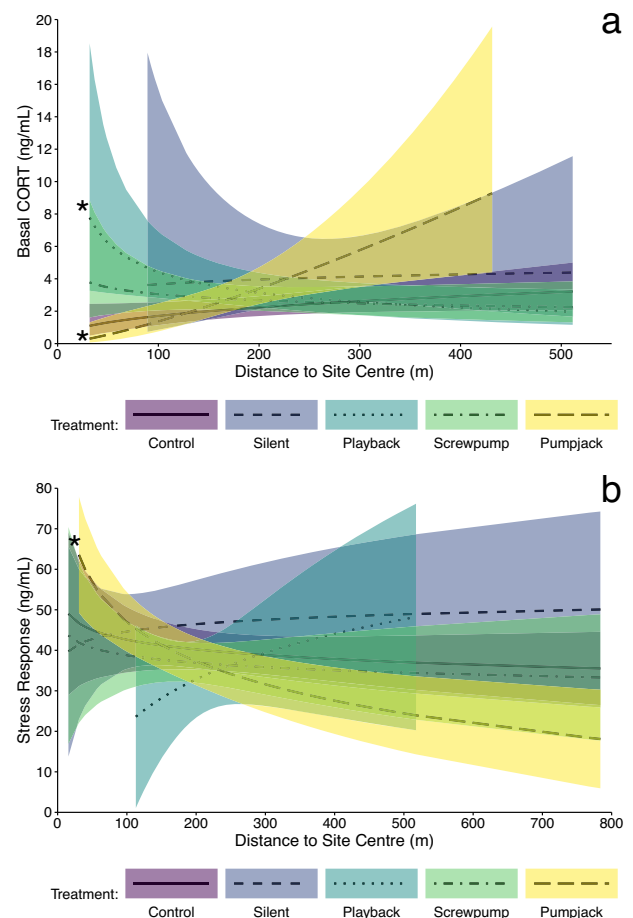 a
20
18
16
14
12
10
8
6
4
2
0
Basal CORT (ng/mL)
*
*
0 100 200 300 400 500
Distance to Site Centre (m)
Treatment:
Control Silent Playback Screwpump Pumpjack
b
80
70
60
50
40
30
20
10
0
Stress Response (ng/mL)
*
0 100 200 300 400 500 600 700 800
Distance to Site Centre (m)
Treatment:
Control Silent Playback Screwpump Pumpjack